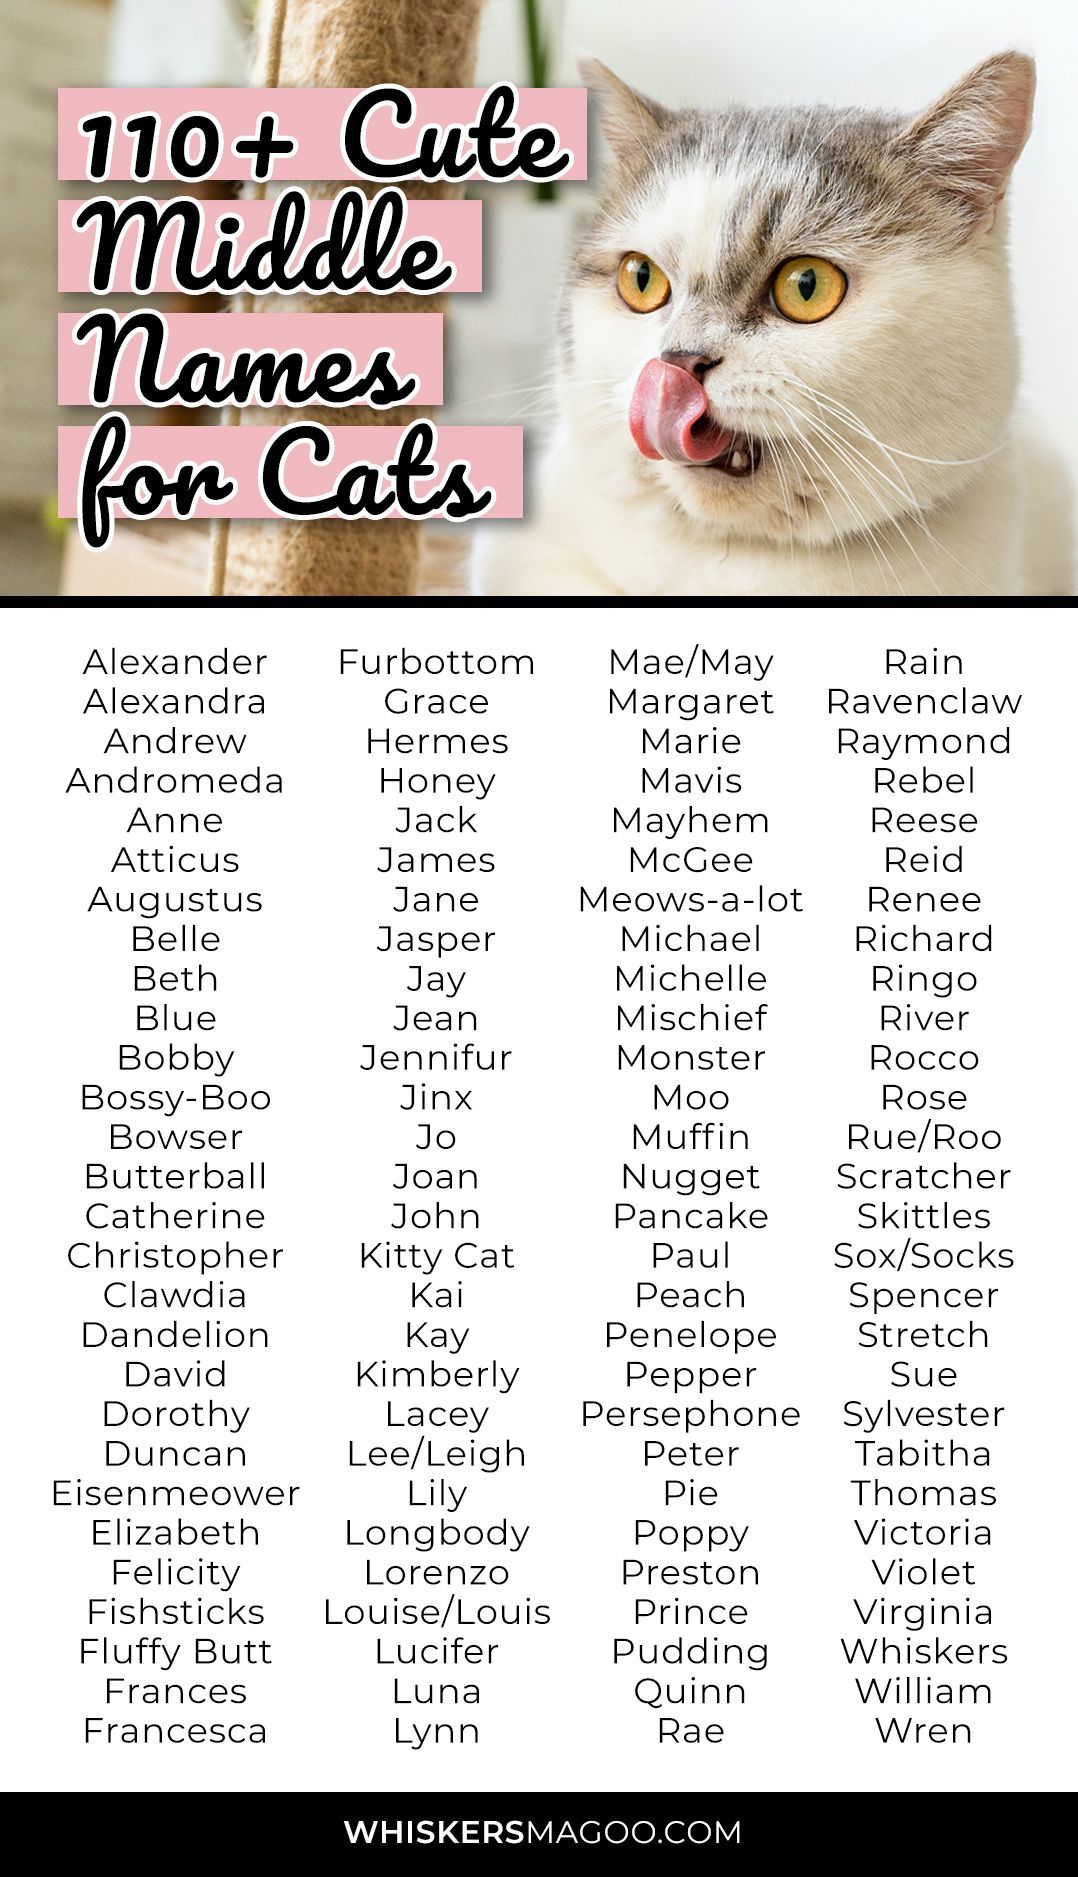 110+ Cute
Middle
Names
for Cats
Alexander
Alexandra
Andrew
Andromeda
Anne
Atticus
Augustus
Belle
Beth
Blue
Bobby
Bossy-Boo
Bowser
Butterball
Catherine
Christopher
Clawdia
Dandelion
David
Dorothy
Duncan
Eisenmeower
Elizabeth
Felicity
Fishsticks
Fluffy Butt
Frances
Francesca
Furbottom
Grace
Hermes
Honey
Jack
James
Jane
Jasper
Jay
Jean
Jennifur
Jinx
Jo
Joan
John
Kitty Cat
Kai
Kay
Kimberly
Lacey
Lee/Leigh
Lily
Longbody
Lorenzo
Louise/Louis
Lucifer
Luna
Lynn
Mae/May
Margaret
Marie
Mavis
Mayhem
McGee
Meows-a-lot
Michael
Michelle
Mischief
Monster
Moo
Muffin
Nugget
Pancake
Paul
Peach
Penelope
Pepper
Persephone
Peter
Pie
Poppy
Preston
Prince
Pudding
Quinn
Rae
Rain
Ravenclaw
Raymond
Rebel
Reese
Reid
Renee
Richard
Ringo
River
Rocco
Rose
Rue/Roo
Scratcher
Skittles
Sox/Socks
Spencer
Stretch
Sue
Sylvester
Tabitha
Thomas
Victoria
Violet
Virginia
Whiskers
William
Wren
WHISKERSMAGOO.COM